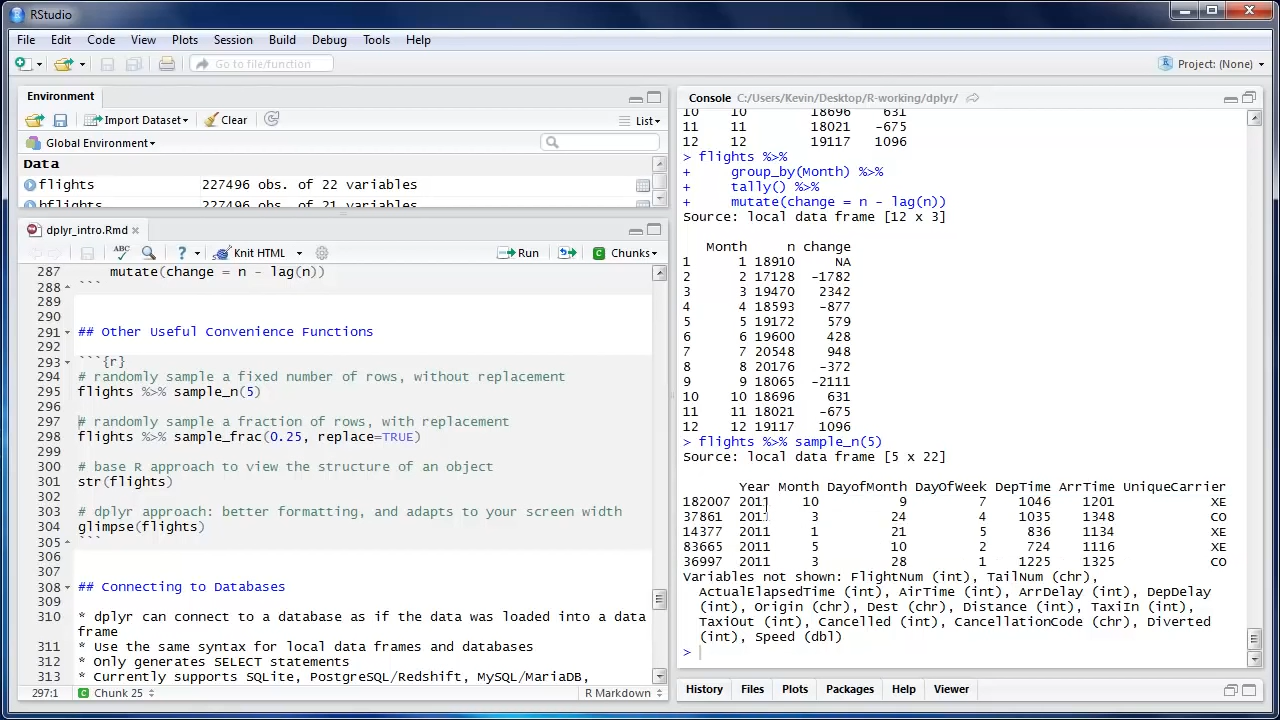 RStudio
File Edit Code View Plots Session Build Debug Tools Help
Go to file/function Project: (None)
Environment
Import Dataset Clear List
Global Environment
Data
flights 227496 obs. of 22 variables
hflights 227496 obs. of 21 variables
dplyr_intro.Rmd
ABC ? Knit HTML Run Chunks
287 mutate(change = n - lag(n))
288 ```
289
290
291 ## Other Useful Convenience Functions
292
293 ```{r}
294 # randomly sample a fixed number of rows, without replacement
295 flights %>% sample_n(5)
296
297 # randomly sample a fraction of rows, with replacement
298 flights %>% sample_frac(0.25, replace=TRUE)
299
300 # base R approach to view the structure of an object
301 str(flights)
302
303 # dplyr approach: better formatting, and adapts to your screen width
304 glimpse(flights)
305 ```
306
307
308 ## Connecting to Databases
309
310 * dplyr can connect to a database as if the data was loaded into a data
frame
311 * Use the same syntax for local data frames and databases
312 * Only generates SELECT statements
313 * Currently supports SQLite, PostgreSQL/Redshift, MySQL/MariaDB,
297:1 Chunk 25 R Markdown
Console C:/Users/Kevin/Desktop/R-working/dplyr/
10 10 18696 631
11 11 18021 -675
12 12 19117 1096
> flights %>%
+ group_by(Month) %>%
+ tally() %>%
+ mutate(change = n - lag(n))
Source: local data frame [12 x 3]
Month n change
1 1 18910 NA
2 2 17128 -1782
3 3 19470 2342
4 4 18593 -877
5 5 19172 579
6 6 19600 428
7 7 20548 948
8 8 20176 -372
9 9 18065 -2111
10 10 18696 631
11 11 18021 -675
12 12 19117 1096
> flights %>% sample_n(5)
Source: local data frame [5 x 22]
Year Month DayofMonth DayOfWeek DepTime ArrTime UniqueCarrier
182007 2011 10 9 7 1046 1201 XE
37861 2011 3 24 4 1035 1348 CO
14377 2011 1 21 5 836 1134 XE
83665 2011 5 10 2 724 1116 XE
36997 2011 3 28 1 1225 1325 CO
Variables not shown: FlightNum (int), TailNum (chr),
ActualElapsedTime (int), AirTime (int), ArrDelay (int), DepDelay
(int), Origin (chr), Dest (chr), Distance (int), TaxiIn (int),
TaxiOut (int), Cancelled (int), CancellationCode (chr), Diverted
(int), Speed (dbl)
>
History Files Plots Packages Help Viewer